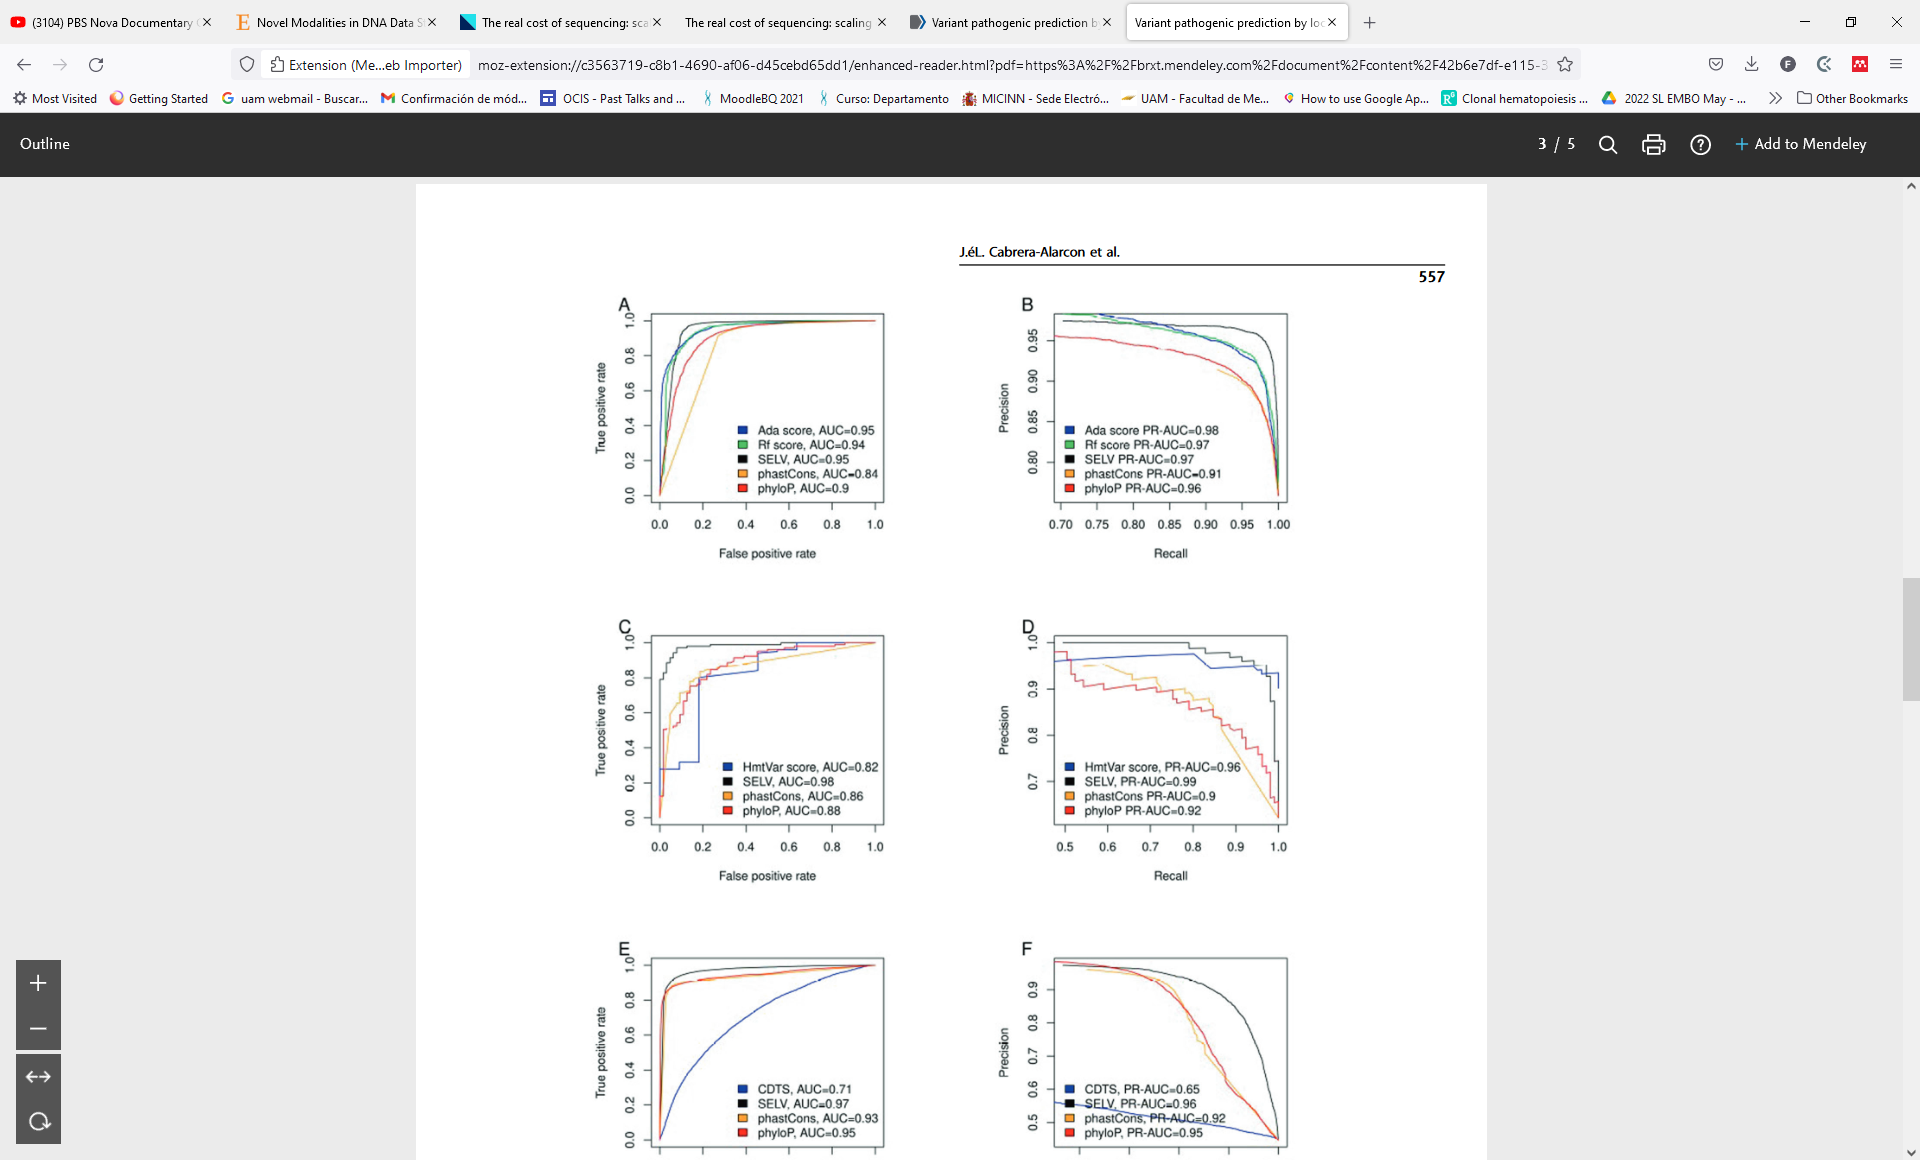 (3104) PBS Nova Documentary
Novel Modalities in DNA Data S
The real cost of sequencing: sca
The real cost of sequencing: scaling
Variant pathogenic prediction b
Variant pathogenic prediction by loc
Extension (Me...eb Importer)
moz-extension://c3563719-c8b1-4690-af06-d45cebd65dd1/enhanced-reader.html?pdf=https%3A%2F%2Fbrxt.mendeley.com%2Fdocument%2Fcontent%2F42b6e7df-e115-3
Most Visited
Getting Started
uam webmail - Buscar...
Confirmación de mód...
OCIS - Past Talks and ...
MoodleBQ 2021
Curso: Departamento
MICINN - Sede Electró...
UAM - Facultad de Me...
How to use Google Ap...
Clonal hematopoiesis ...
2022 SL EMBO May - ...
Other Bookmarks
Outline
3 / 5
+ Add to Mendeley
J.éL. Cabrera-Alarcon et al.
557
A
True positive rate
0.0 0.2 0.4 0.6 0.8 1.0
Ada score, AUC=0.95
Rf score, AUC=0.94
SELV, AUC=0.95
phastCons, AUC=0.84
phyloP, AUC=0.9
0.0 0.2 0.4 0.6 0.8 1.0
False positive rate
B
Precision
0.80 0.85 0.90 0.95
Ada score PR-AUC=0.98
Rf score PR-AUC=0.97
SELV PR-AUC=0.97
phastCons PR-AUC=0.91
phyloP PR-AUC=0.96
0.70 0.75 0.80 0.85 0.90 0.95 1.00
Recall
C
True positive rate
0.0 0.2 0.4 0.6 0.8 1.0
HmtVar score, AUC=0.82
SELV, AUC=0.98
phastCons, AUC=0.86
phyloP, AUC=0.88
0.0 0.2 0.4 0.6 0.8 1.0
False positive rate
D
Precision
0.7 0.8 0.9 1.0
HmtVar score, PR-AUC=0.96
SELV, PR-AUC=0.99
phastCons PR-AUC=0.9
phyloP PR-AUC=0.92
0.5 0.6 0.7 0.8 0.9 1.0
Recall
E
True positive rate
0.0 0.2 0.4 0.6 0.8 1.0
CDTS, AUC=0.71
SELV, AUC=0.97
phastCons, AUC=0.93
phyloP, AUC=0.95
F
Precision
0.5 0.6 0.7 0.8 0.9
CDTS, PR-AUC=0.65
SELV, PR-AUC=0.96
phastCons, PR-AUC=0.92
phyloP, PR-AUC=0.95